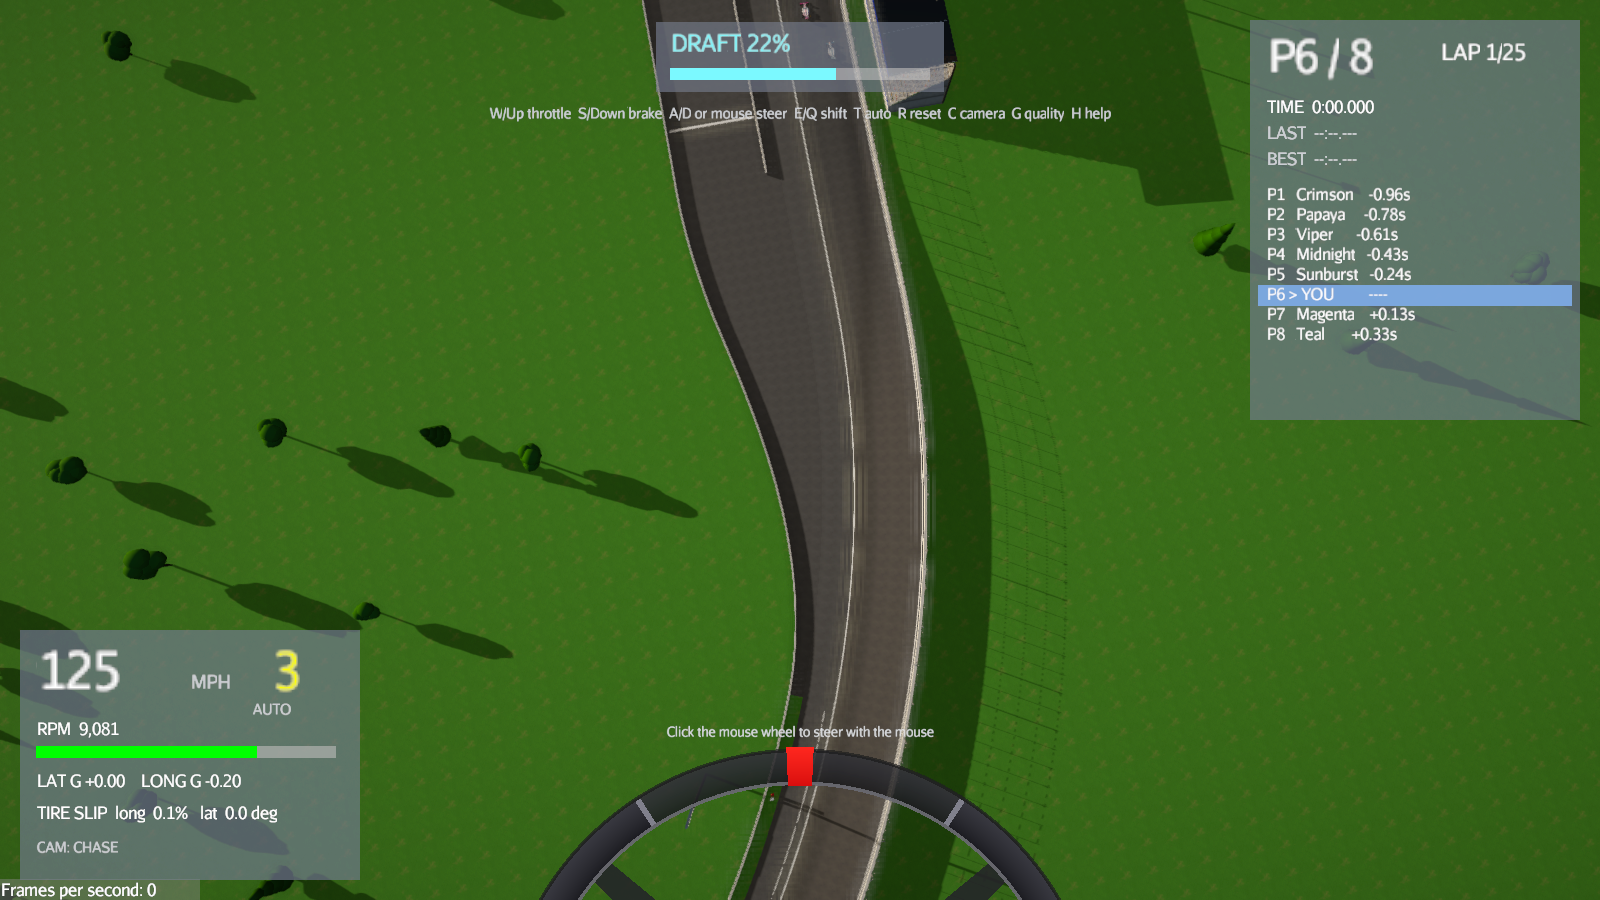 DRAFT 22%
W/Up throttle S/Down brake A/D or mouse steer E/Q shift T auto R reset C camera G quality H help
P6 / 8 LAP 1/25
TIME 0:00.000
LAST --:--.---
BEST --:--.---
P1 Crimson -0.96s
P2 Papaya -0.78s
P3 Viper -0.61s
P4 Midnight -0.43s
P5 Sunburst -0.24s
P6 > YOU ----
P7 Magenta +0.13s
P8 Teal +0.33s
125 MPH 3
AUTO
RPM 9,081
LAT G +0.00 LONG G -0.20
TIRE SLIP long 0.1% lat 0.0 deg
CAM: CHASE
Click the mouse wheel to steer with the mouse
Frames per second: 0